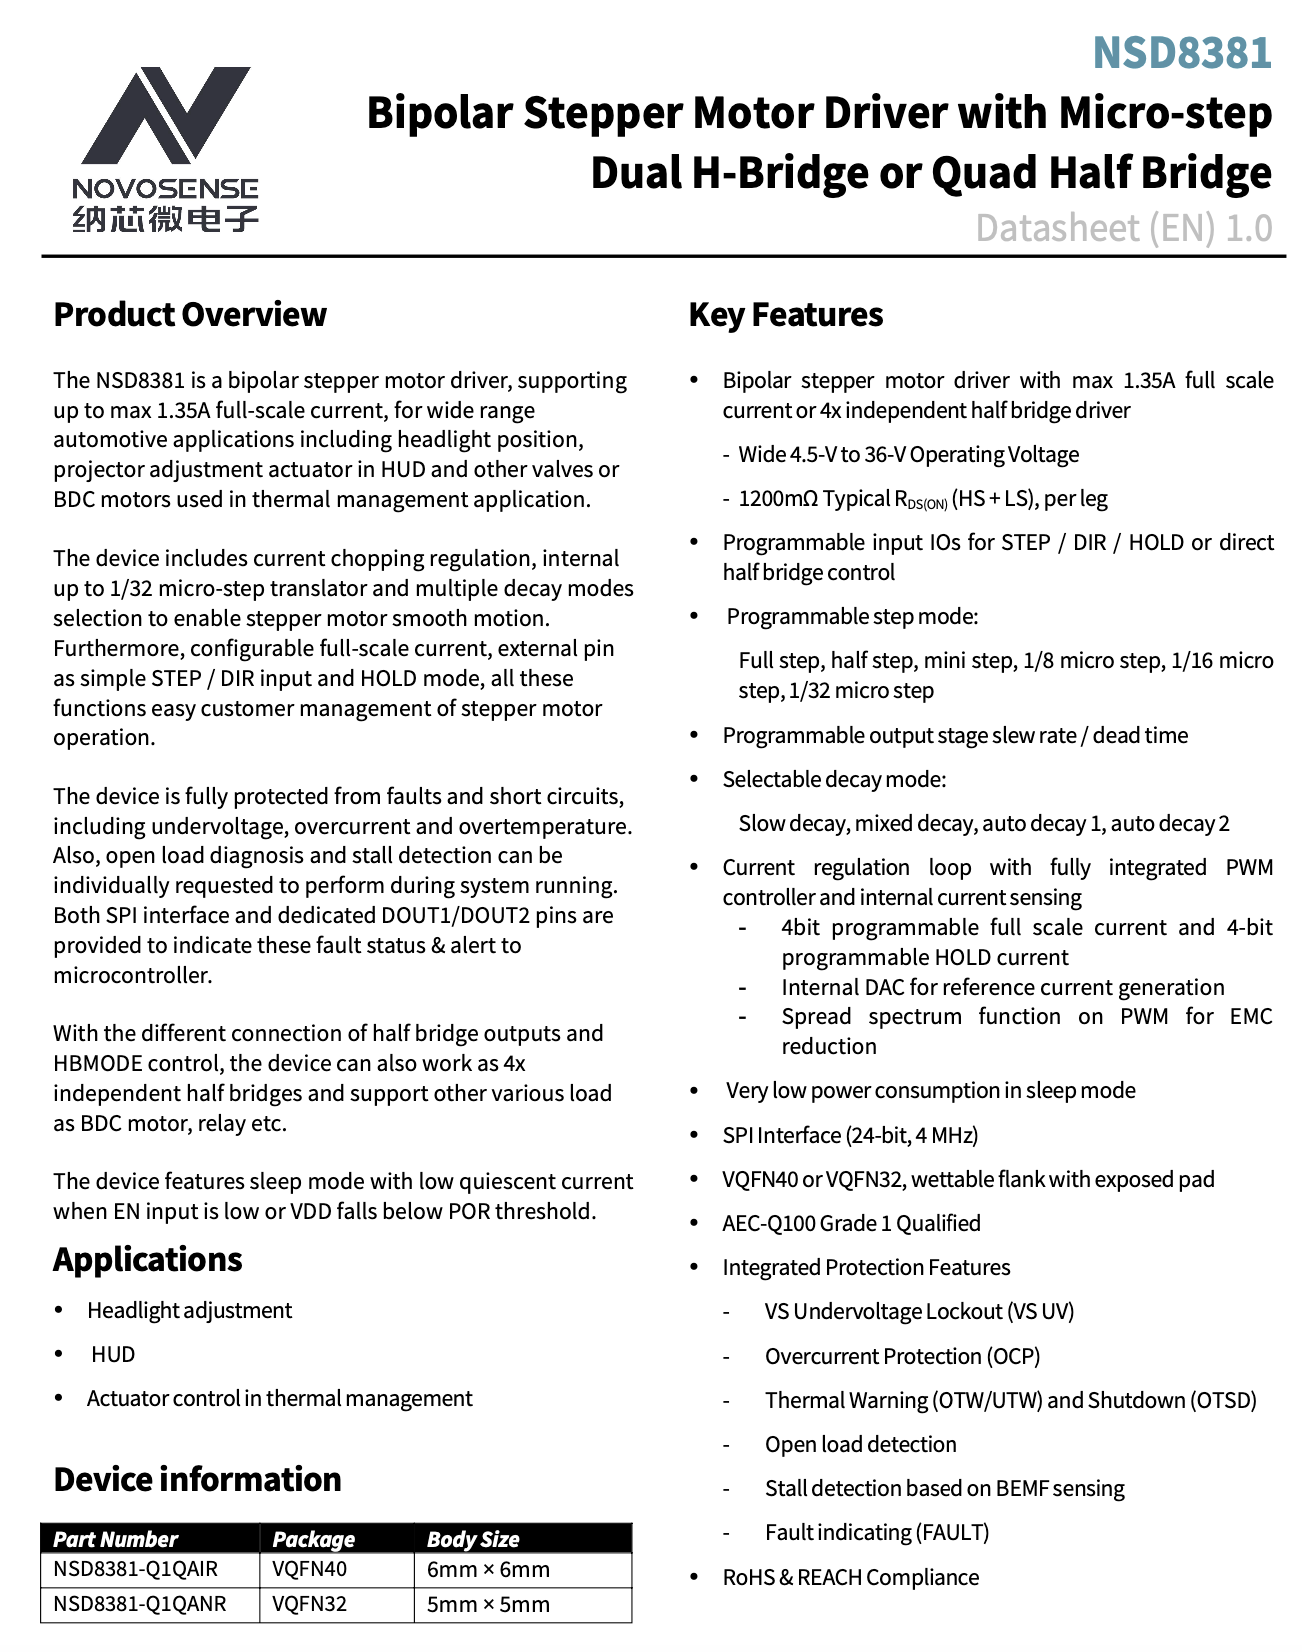 NOVOSENSE
纳芯微电子
NSD8381
Bipolar Stepper Motor Driver with Micro-step
Dual H-Bridge or Quad Half Bridge
Datasheet (EN) 1.0
Product Overview
The NSD8381 is a bipolar stepper motor driver, supporting
up to max 1.35A full-scale current, for wide range
automotive applications including headlight position,
projector adjustment actuator in HUD and other valves or
BDC motors used in thermal management application.
The device includes current chopping regulation, internal
up to 1/32 micro-step translator and multiple decay modes
selection to enable stepper motor smooth motion.
Furthermore, configurable full-scale current, external pin
as simple STEP / DIR input and HOLD mode, all these
functions easy customer management of stepper motor
operation.
The device is fully protected from faults and short circuits,
including undervoltage, overcurrent and overtemperature.
Also, open load diagnosis and stall detection can be
individually requested to perform during system running.
Both SPI interface and dedicated DOUT1/DOUT2 pins are
provided to indicate these fault status & alert to
microcontroller.
With the different connection of half bridge outputs and
HBMODE control, the device can also work as 4x
independent half bridges and support other various load
as BDC motor, relay etc.
The device features sleep mode with low quiescent current
when EN input is low or VDD falls below POR threshold.
Applications
• Headlight adjustment
• HUD
• Actuator control in thermal management
Device information
Part Number Package Body Size
NSD8381-Q1QAIR VQFN40 6mm × 6mm
NSD8381-Q1QANR VQFN32 5mm × 5mm
Key Features
• Bipolar stepper motor driver with max 1.35A full scale
current or 4x independent half bridge driver
- Wide 4.5-V to 36-V Operating Voltage
- 1200mΩ Typical RDS(ON) (HS + LS), per leg
• Programmable input IOs for STEP / DIR / HOLD or direct
half bridge control
• Programmable step mode:
Full step, half step, mini step, 1/8 micro step, 1/16 micro
step, 1/32 micro step
• Programmable output stage slew rate / dead time
• Selectable decay mode:
Slow decay, mixed decay, auto decay 1, auto decay 2
• Current regulation loop with fully integrated PWM
controller and internal current sensing
- 4bit programmable full scale current and 4-bit
programmable HOLD current
- Internal DAC for reference current generation
- Spread spectrum function on PWM for EMC
reduction
• Very low power consumption in sleep mode
• SPI Interface (24-bit, 4 MHz)
• VQFN40 or VQFN32, wettable flank with exposed pad
• AEC-Q100 Grade 1 Qualified
• Integrated Protection Features
- VS Undervoltage Lockout (VS UV)
- Overcurrent Protection (OCP)
- Thermal Warning (OTW/UTW) and Shutdown (OTSD)
- Open load detection
- Stall detection based on BEMF sensing
- Fault indicating (FAULT)
• RoHS & REACH Compliance